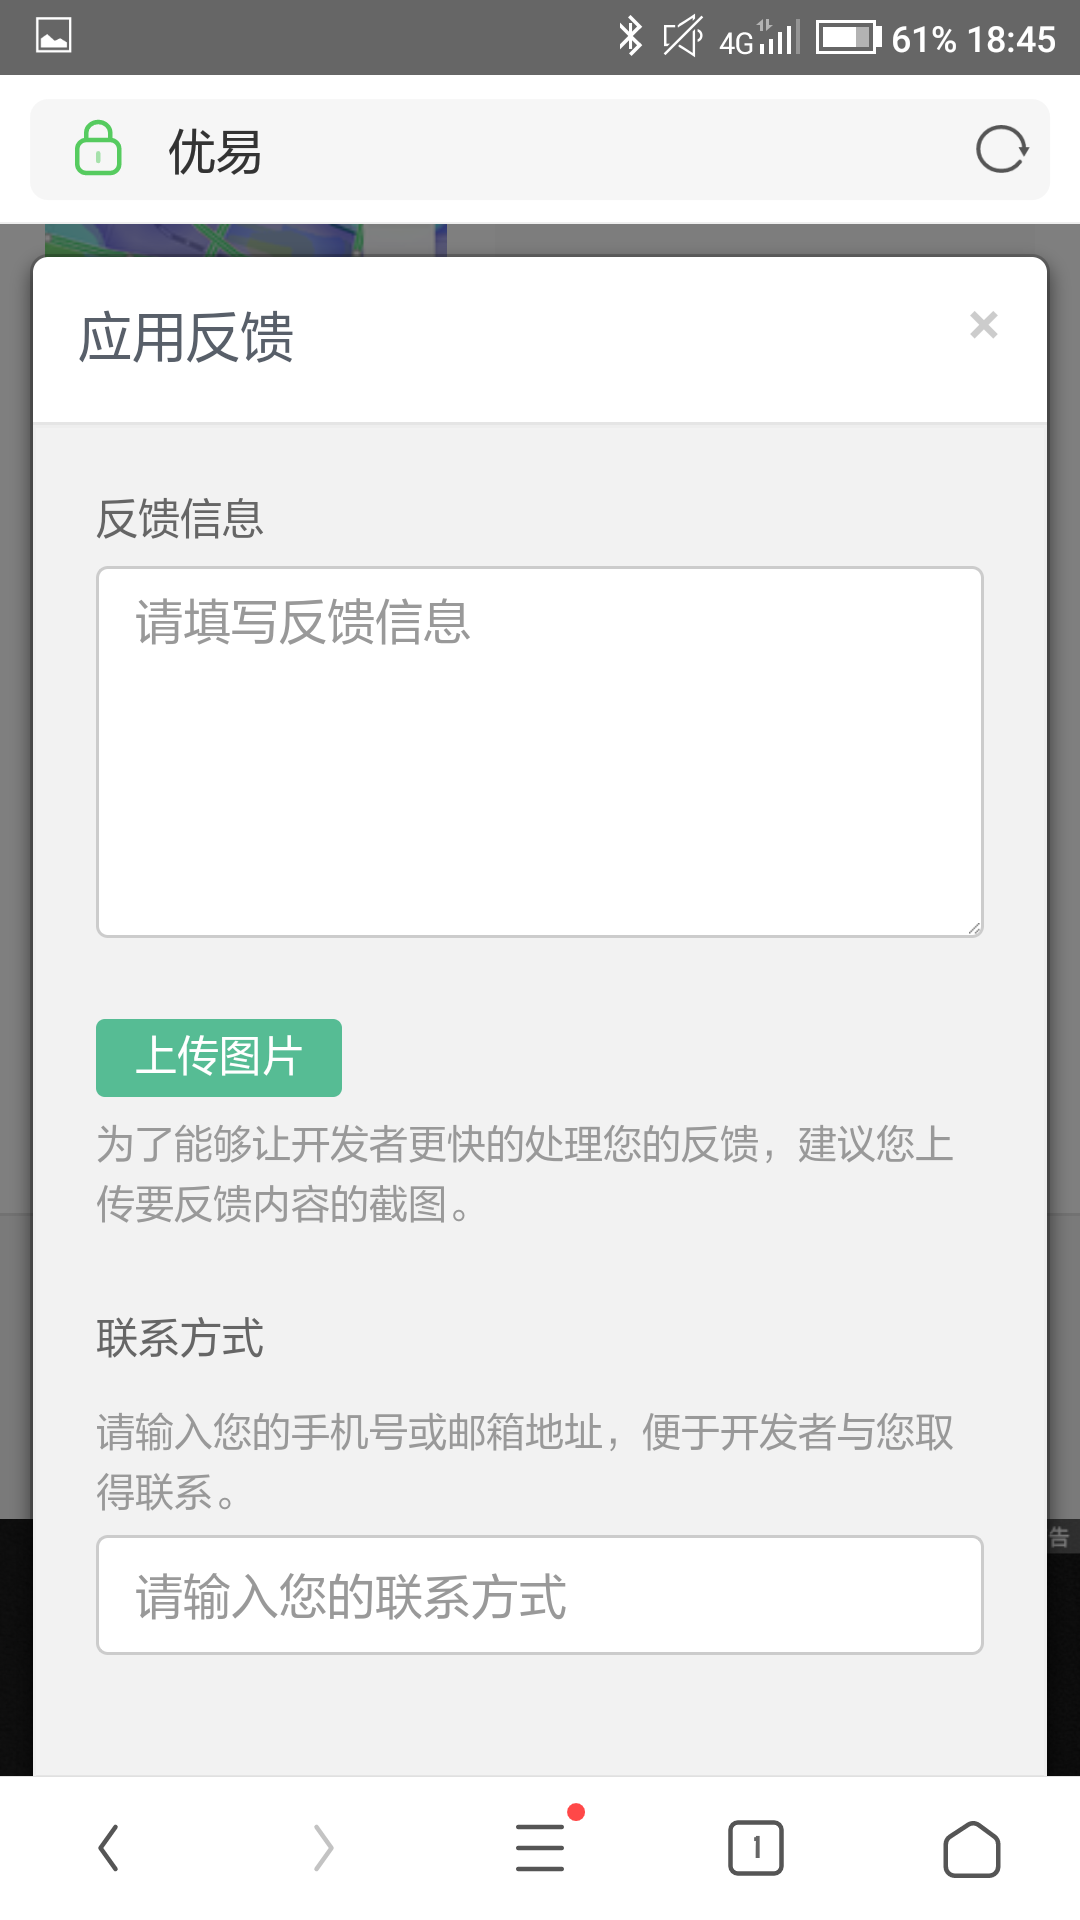 4G 61% 18:45
优易
应用反馈 ×
反馈信息
请填写反馈信息
上传图片
为了能够让开发者更快的处理您的反馈，建议您上
传要反馈内容的截图。
联系方式
请输入您的手机号或邮箱地址，便于开发者与您取
得联系。
告
请输入您的联系方式
1